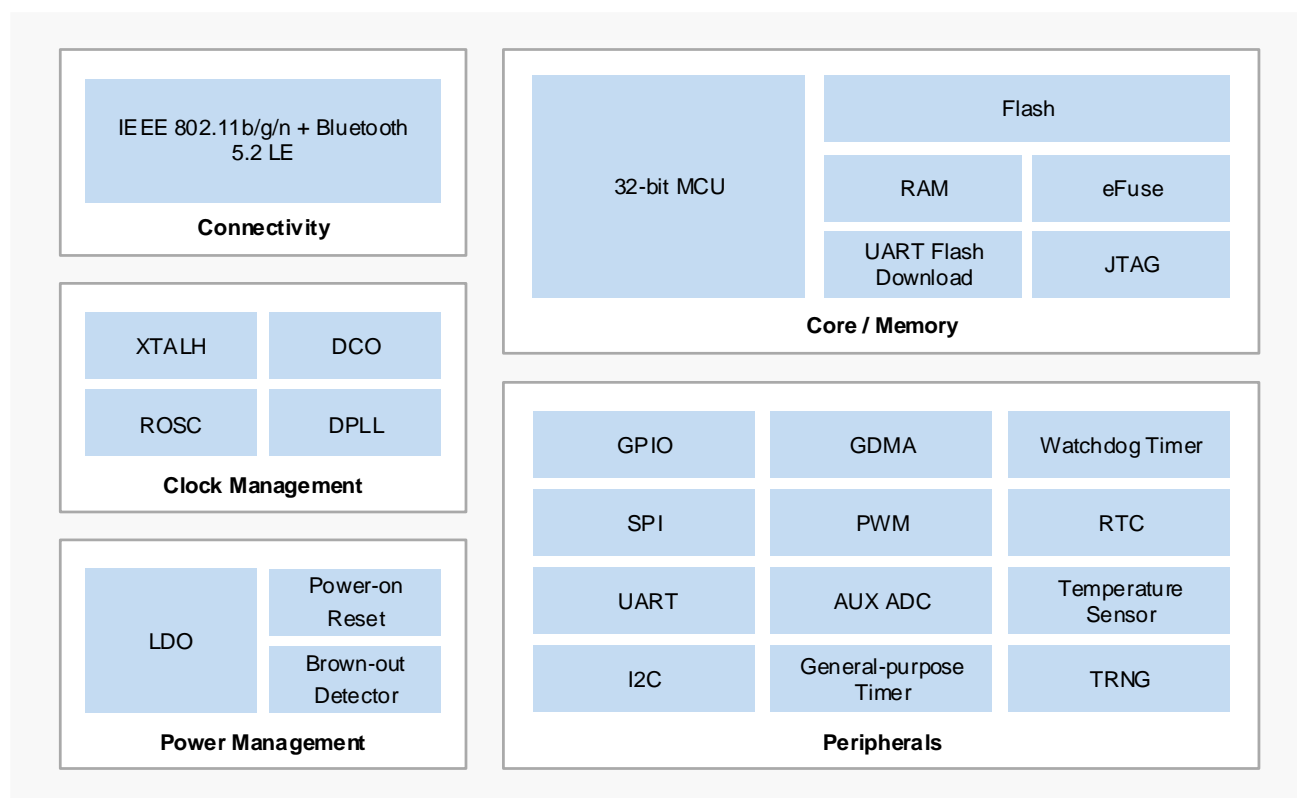 IEEE 802.11b/g/n + Bluetooth
5.2 LE
Connectivity
XTALH
DCO
ROSC
DPLL
Clock Management
LDO
Power-on
Reset
Brown-out
Detector
Power Management
32-bit MCU
Flash
RAM
eFuse
UART Flash
Download
JTAG
Core / Memory
GPIO
GDMA
Watchdog Timer
SPI
PWM
RTC
UART
AUX ADC
Temperature
Sensor
I2C
General-purpose
Timer
TRNG
Peripherals